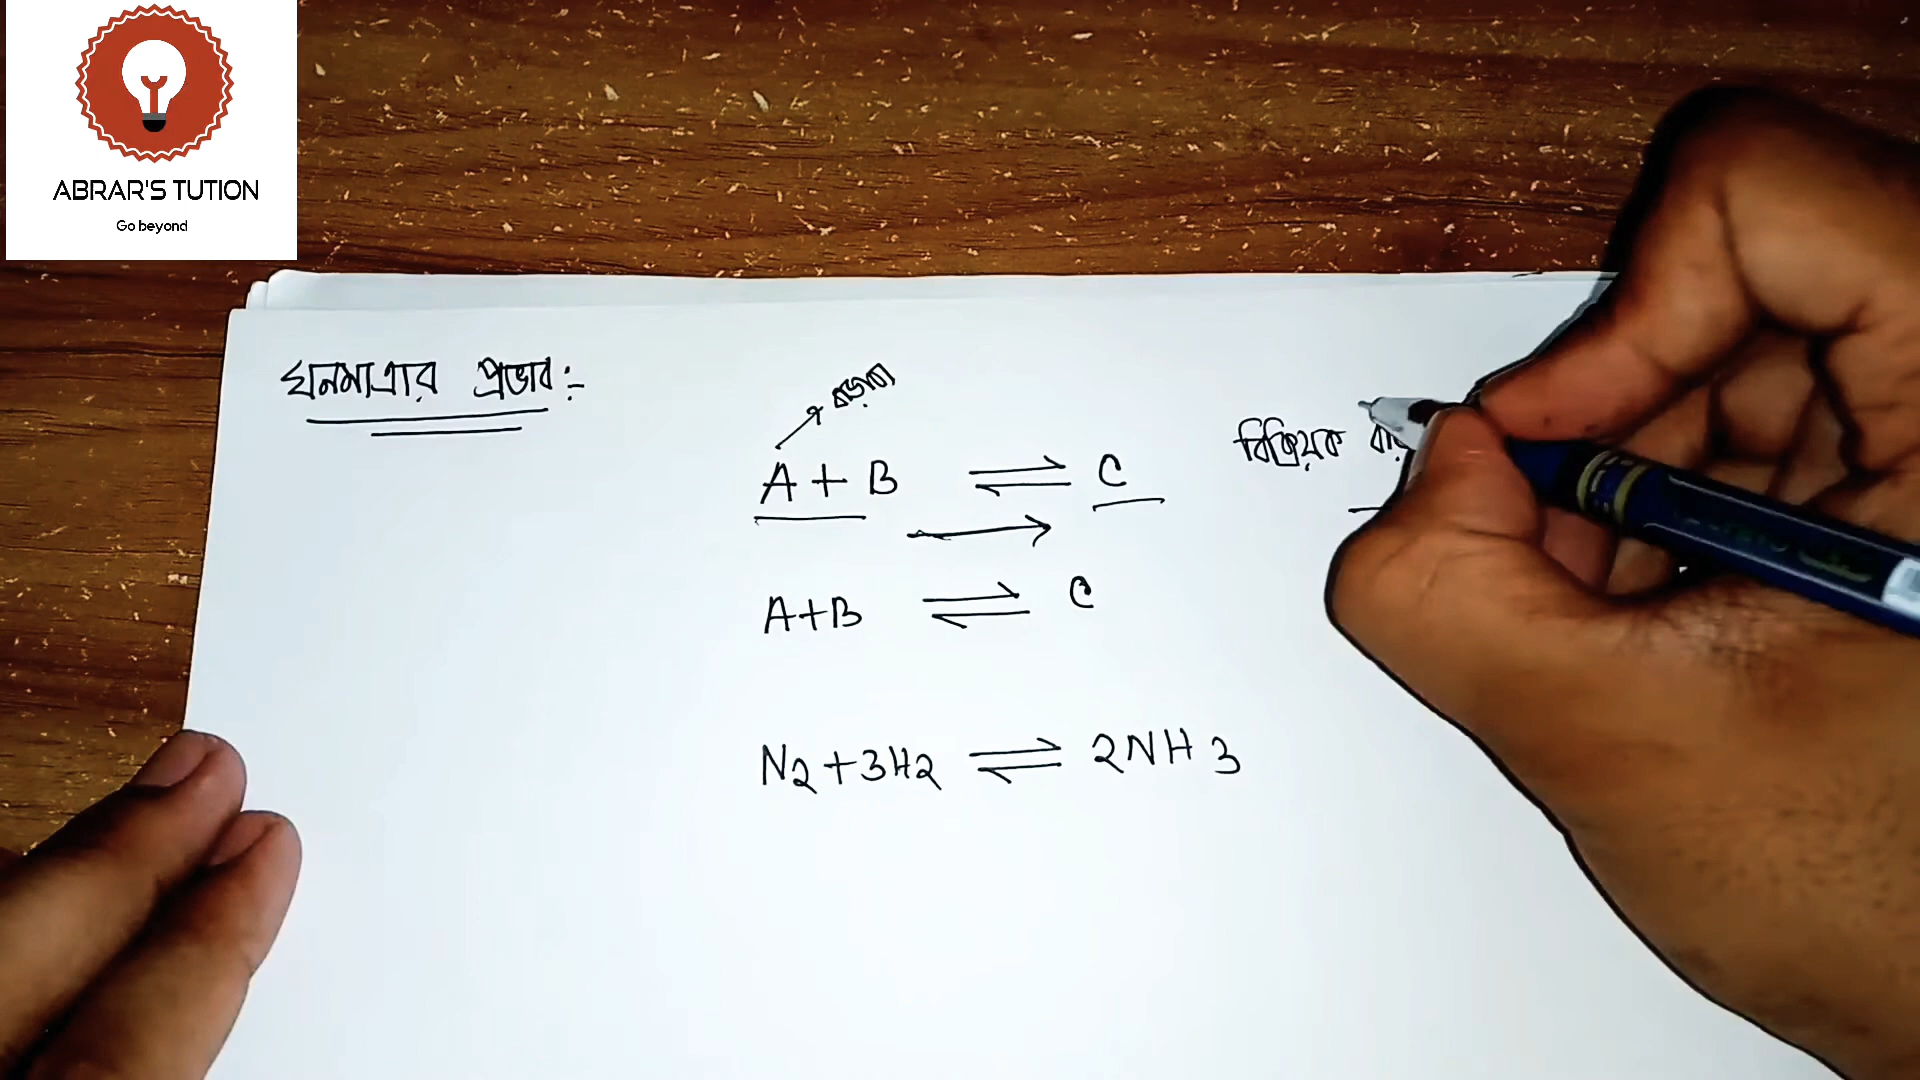 ABRAR'S TUTION
Go beyond
ঘনমাত্রার প্রভাব :-
A + B ⇌ C
বিক্রিয়ক
A+B ⇌ C
N2+3H2 ⇌ 2NH3